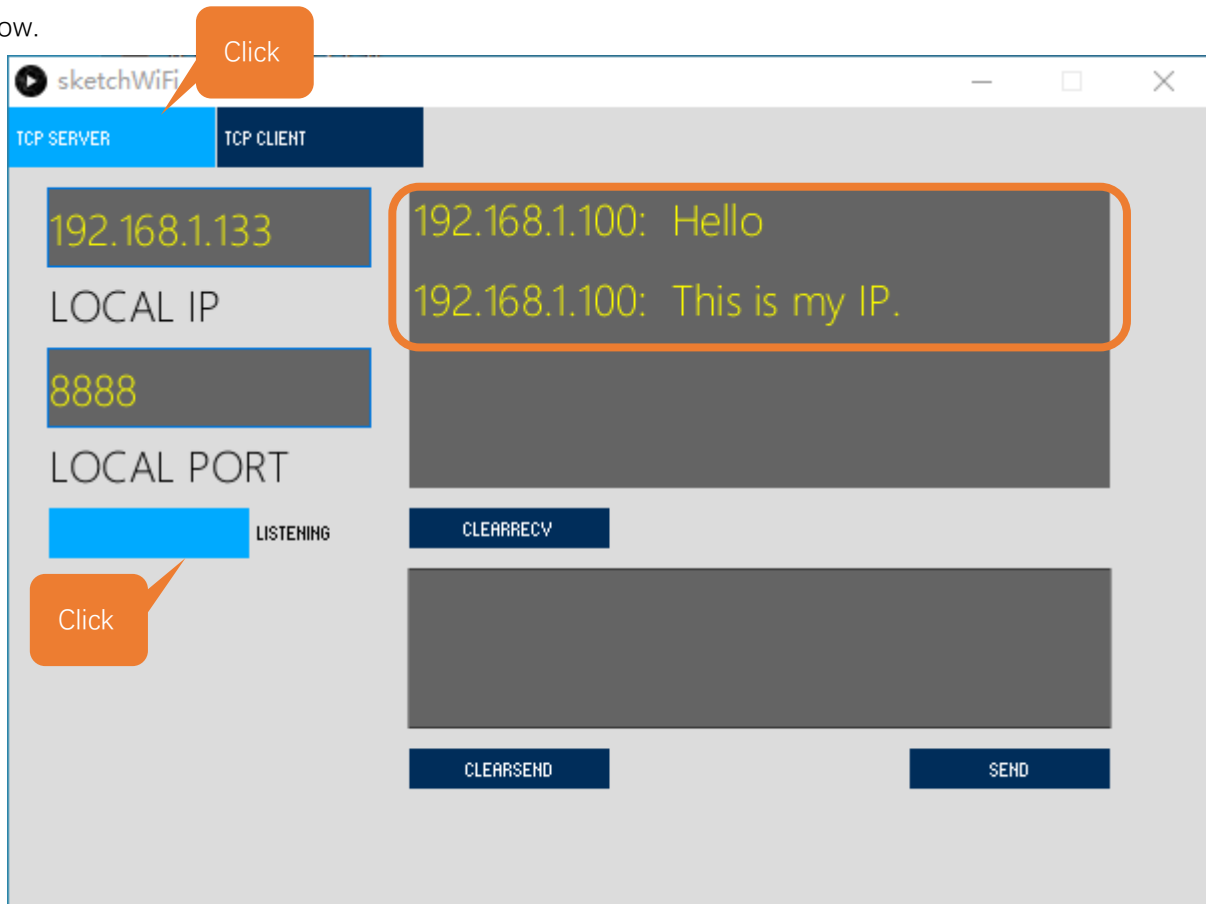 ow.
Click
sketchWiFi
TCP SERVER
TCP CLIENT
192.168.1.133
LOCAL IP
8888
LOCAL PORT
LISTENING
Click
192.168.1.100: Hello
192.168.1.100: This is my IP.
CLEARRECV
CLEARSEND
SEND